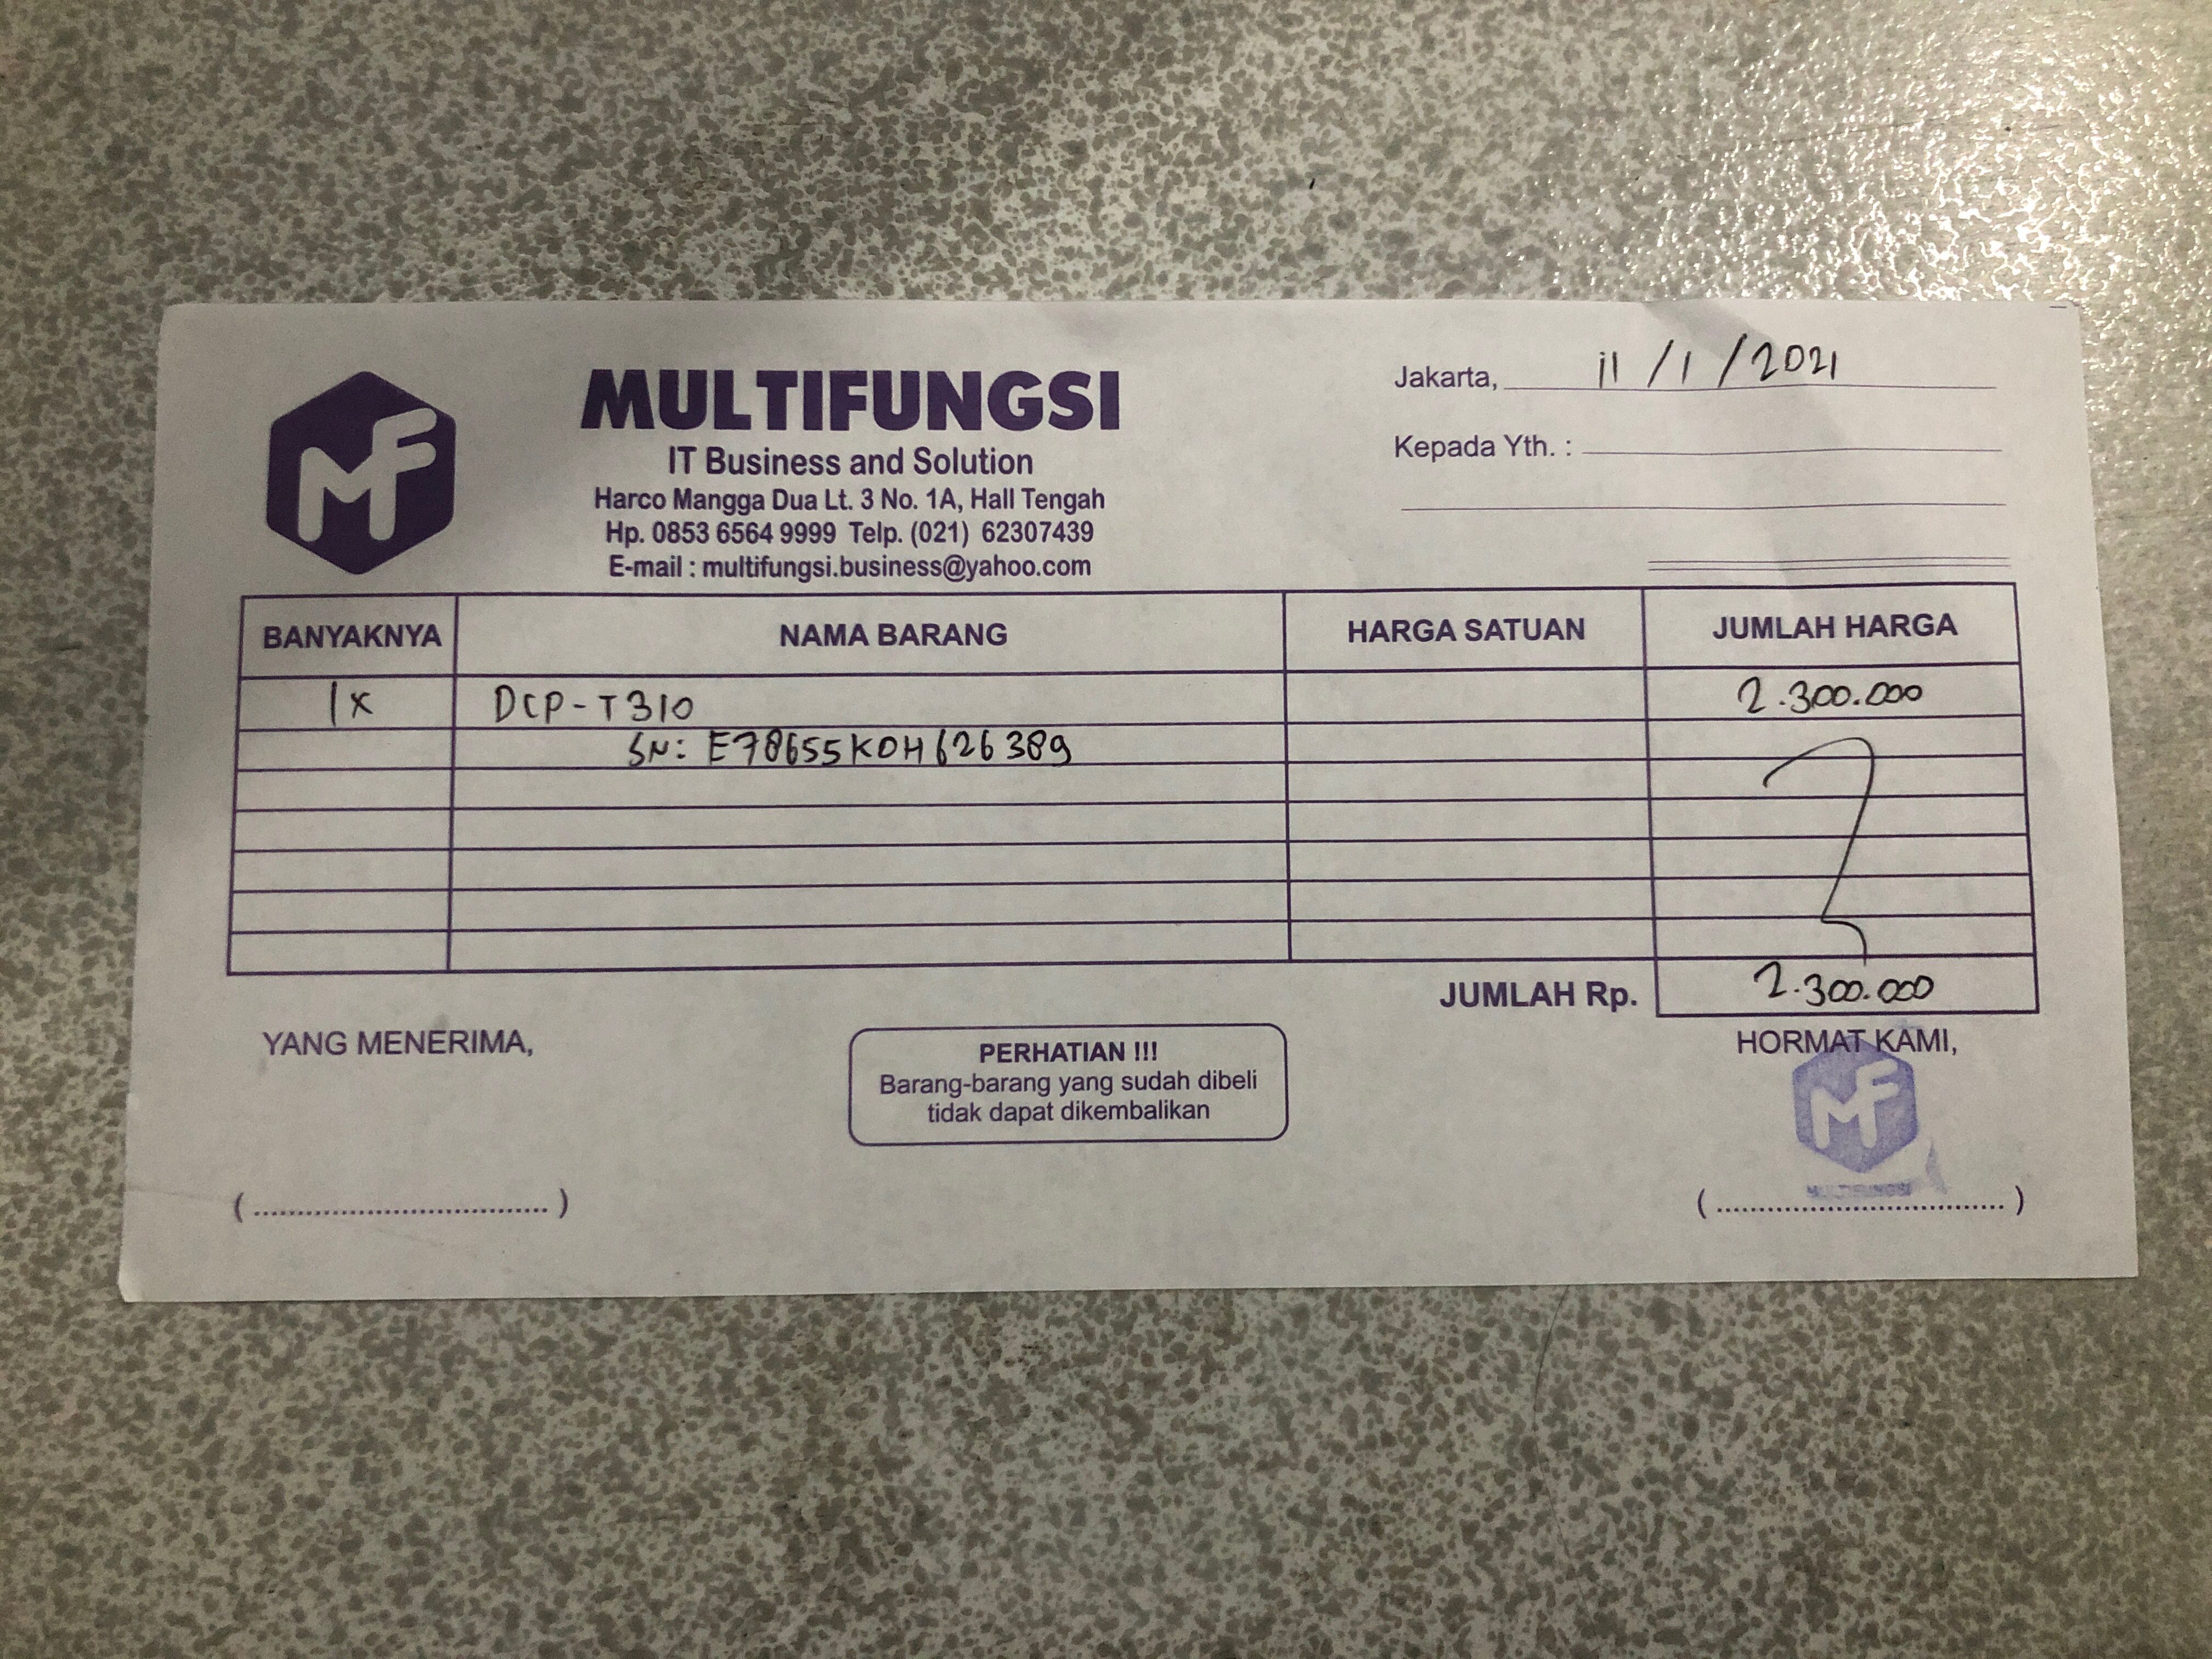 MF
MULTIFUNGSI
IT Business and Solution
Harco Mangga Dua Lt. 3 No. 1A, Hall Tengah
Hp. 0853 6564 9999 Telp. (021) 62307439
E-mail : multifungsi.business@yahoo.com
Jakarta, 11 / 1 / 2021
Kepada Yth. :
BANYAKNYA NAMA BARANG HARGA SATUAN JUMLAH HARGA
1x DCP-T310 2.300.000
SN: E78655K0H626389
JUMLAH Rp. 2.300.000
YANG MENERIMA,
PERHATIAN !!!
Barang-barang yang sudah dibeli
tidak dapat dikembalikan
HORMAT KAMI,
MF
MULTIFUNGSI
(..................................)
(..................................)